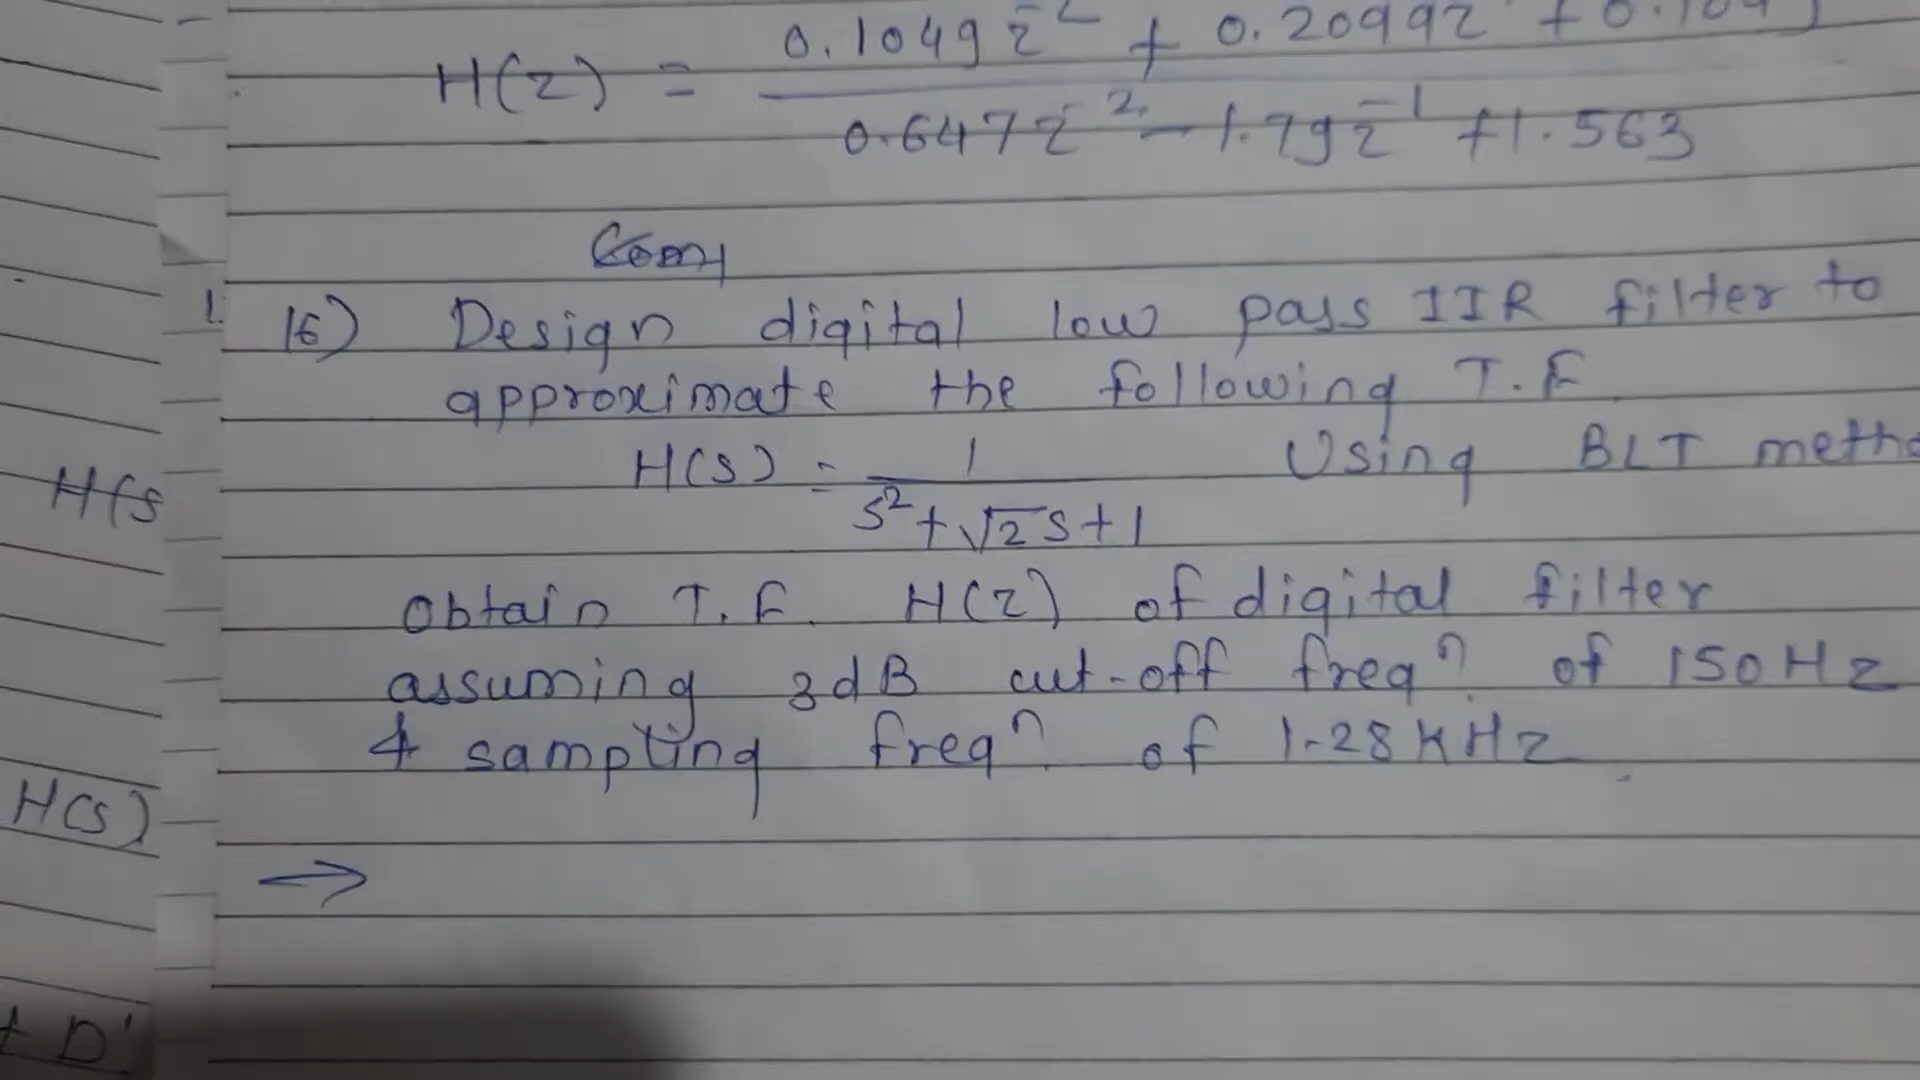 0.1049z⁻² + 0.2099z + 0.104
H(z) =
0.647z⁻² - 1.79z⁻¹ + 1.563
16) Design digital low pass IIR filter to
approximate the following T.F
H(s) = 1 Using BLT metho
s² + √2s + 1
obtain T.F. H(z) of digital filter
assuming 3dB cut-off freqⁿ. of 150Hz
& sampling freqⁿ. of 1.28KHz.
→
H(s
H(s)
+ D'